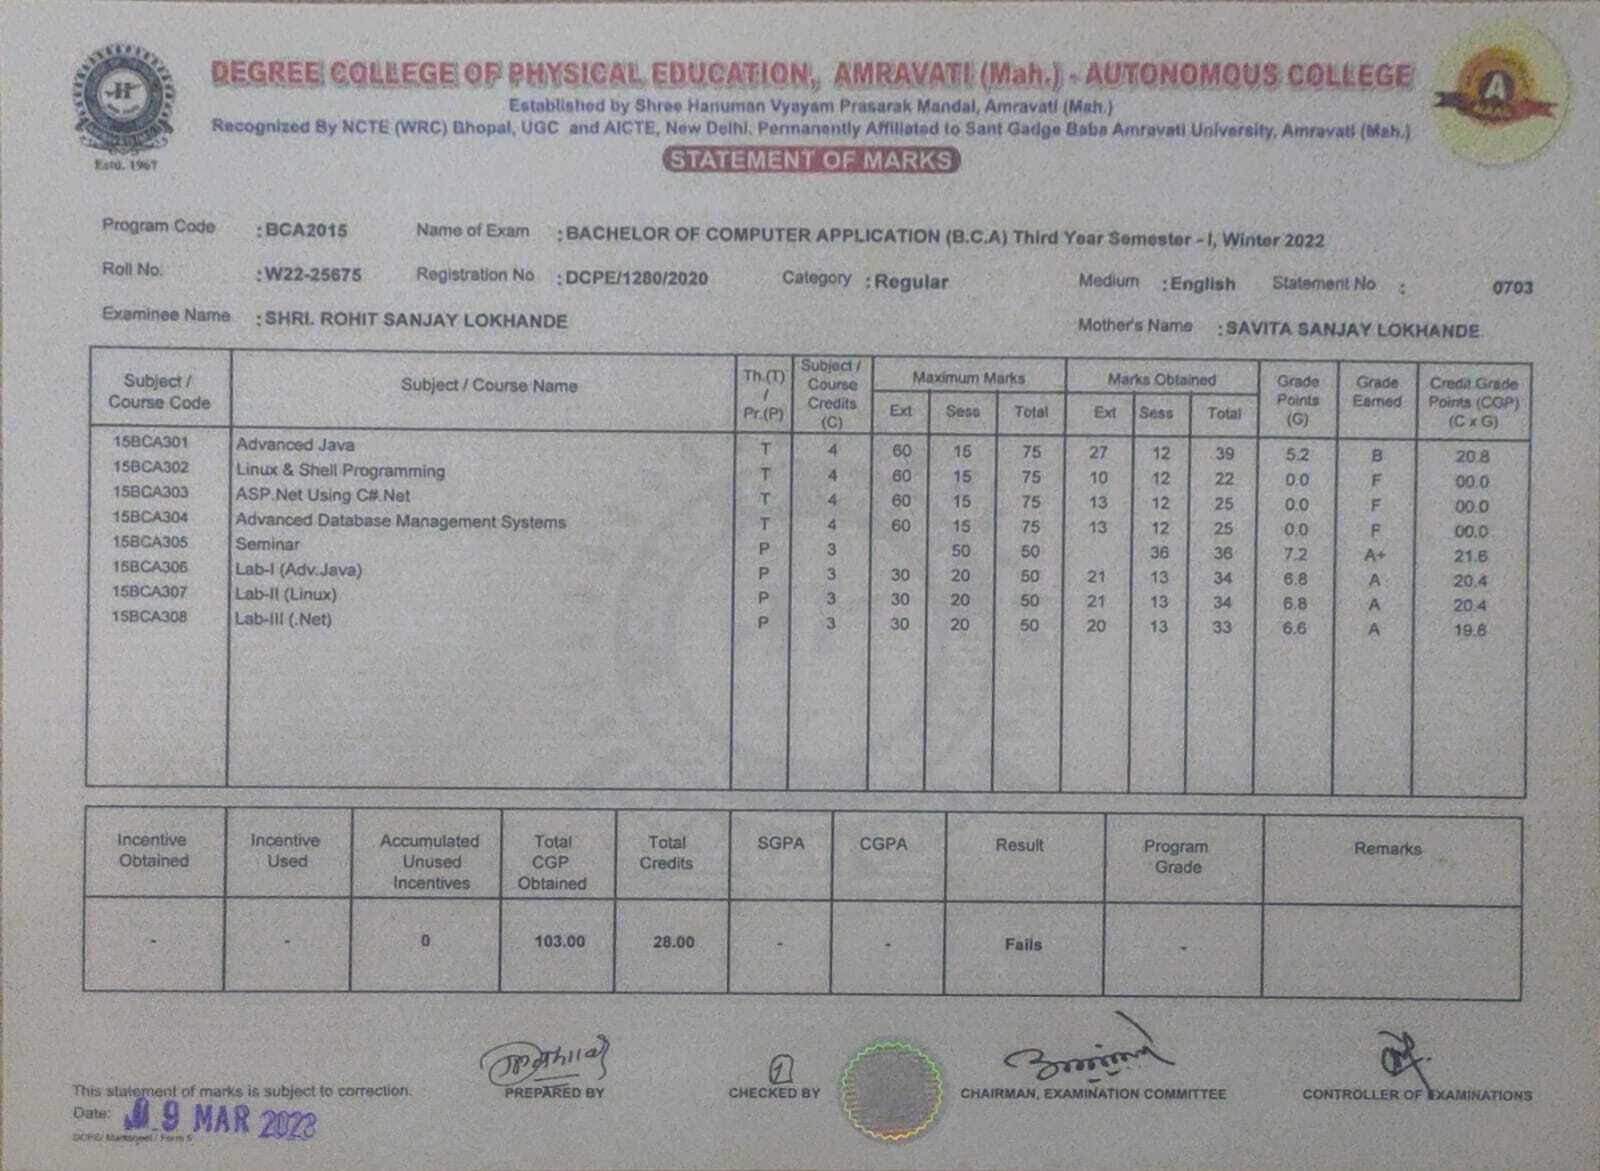 DEGREE COLLEGE OF PHYSICAL EDUCATION, AMRAVATI (Mah.) - AUTONOMOUS COLLEGE
Established by Shree Hanuman Vyayam Prasarak Mandal, Amravati (Mah.)
Recognized By NCTE (WRC) Bhopal, UGC and AICTE, New Delhi. Permanently Affiliated to Sant Gadge Baba Amravati University, Amravati (Mah.)
Estd. 1967
A
STATEMENT OF MARKS
Program Code : BCA2015 Name of Exam : BACHELOR OF COMPUTER APPLICATION (B.C.A) Third Year Semester - I, Winter 2022
Roll No. : W22-25675 Registration No : DCPE/1280/2020 Category : Regular Medium : English Statement No : 0703
Examinee Name : SHRI. ROHIT SANJAY LOKHANDE Mother's Name : SAVITA SANJAY LOKHANDE
Subject / Course Code Subject / Course Name Th.(T) / Pr.(P) Subject / Course Credits (C) Maximum Marks Marks Obtained Grade Points (G) Grade Earned Credit Grade Points (CGP) (C x G)
Ext Sess Total Ext Sess Total
15BCA301 Advanced Java T 4 60 15 75 27 12 39 5.2 B 20.8
15BCA302 Linux & Shell Programming T 4 60 15 75 10 12 22 0.0 F 00.0
15BCA303 ASP.Net Using C#.Net T 4 60 15 75 13 12 25 0.0 F 00.0
15BCA304 Advanced Database Management Systems T 4 60 15 75 13 12 25 0.0 F 00.0
15BCA305 Seminar P 3 50 50 36 36 7.2 A+ 21.6
15BCA306 Lab-I (Adv.Java) P 3 30 20 50 21 13 34 6.8 A 20.4
15BCA307 Lab-II (Linux) P 3 30 20 50 21 13 34 6.8 A 20.4
15BCA308 Lab-III (.Net) P 3 30 20 50 20 13 33 6.6 A 19.8
Incentive Obtained Incentive Used Accumulated Unused Incentives Total CGP Obtained Total Credits SGPA CGPA Result Program Grade Remarks
- - 0 103.00 28.00 - - Fails -
This statement of marks is subject to correction. PREPARED BY CHECKED BY CHAIRMAN, EXAMINATION COMMITTEE CONTROLLER OF EXAMINATIONS
Date: 09 MAR 2023
DCPE/ Marksheet / Form 5